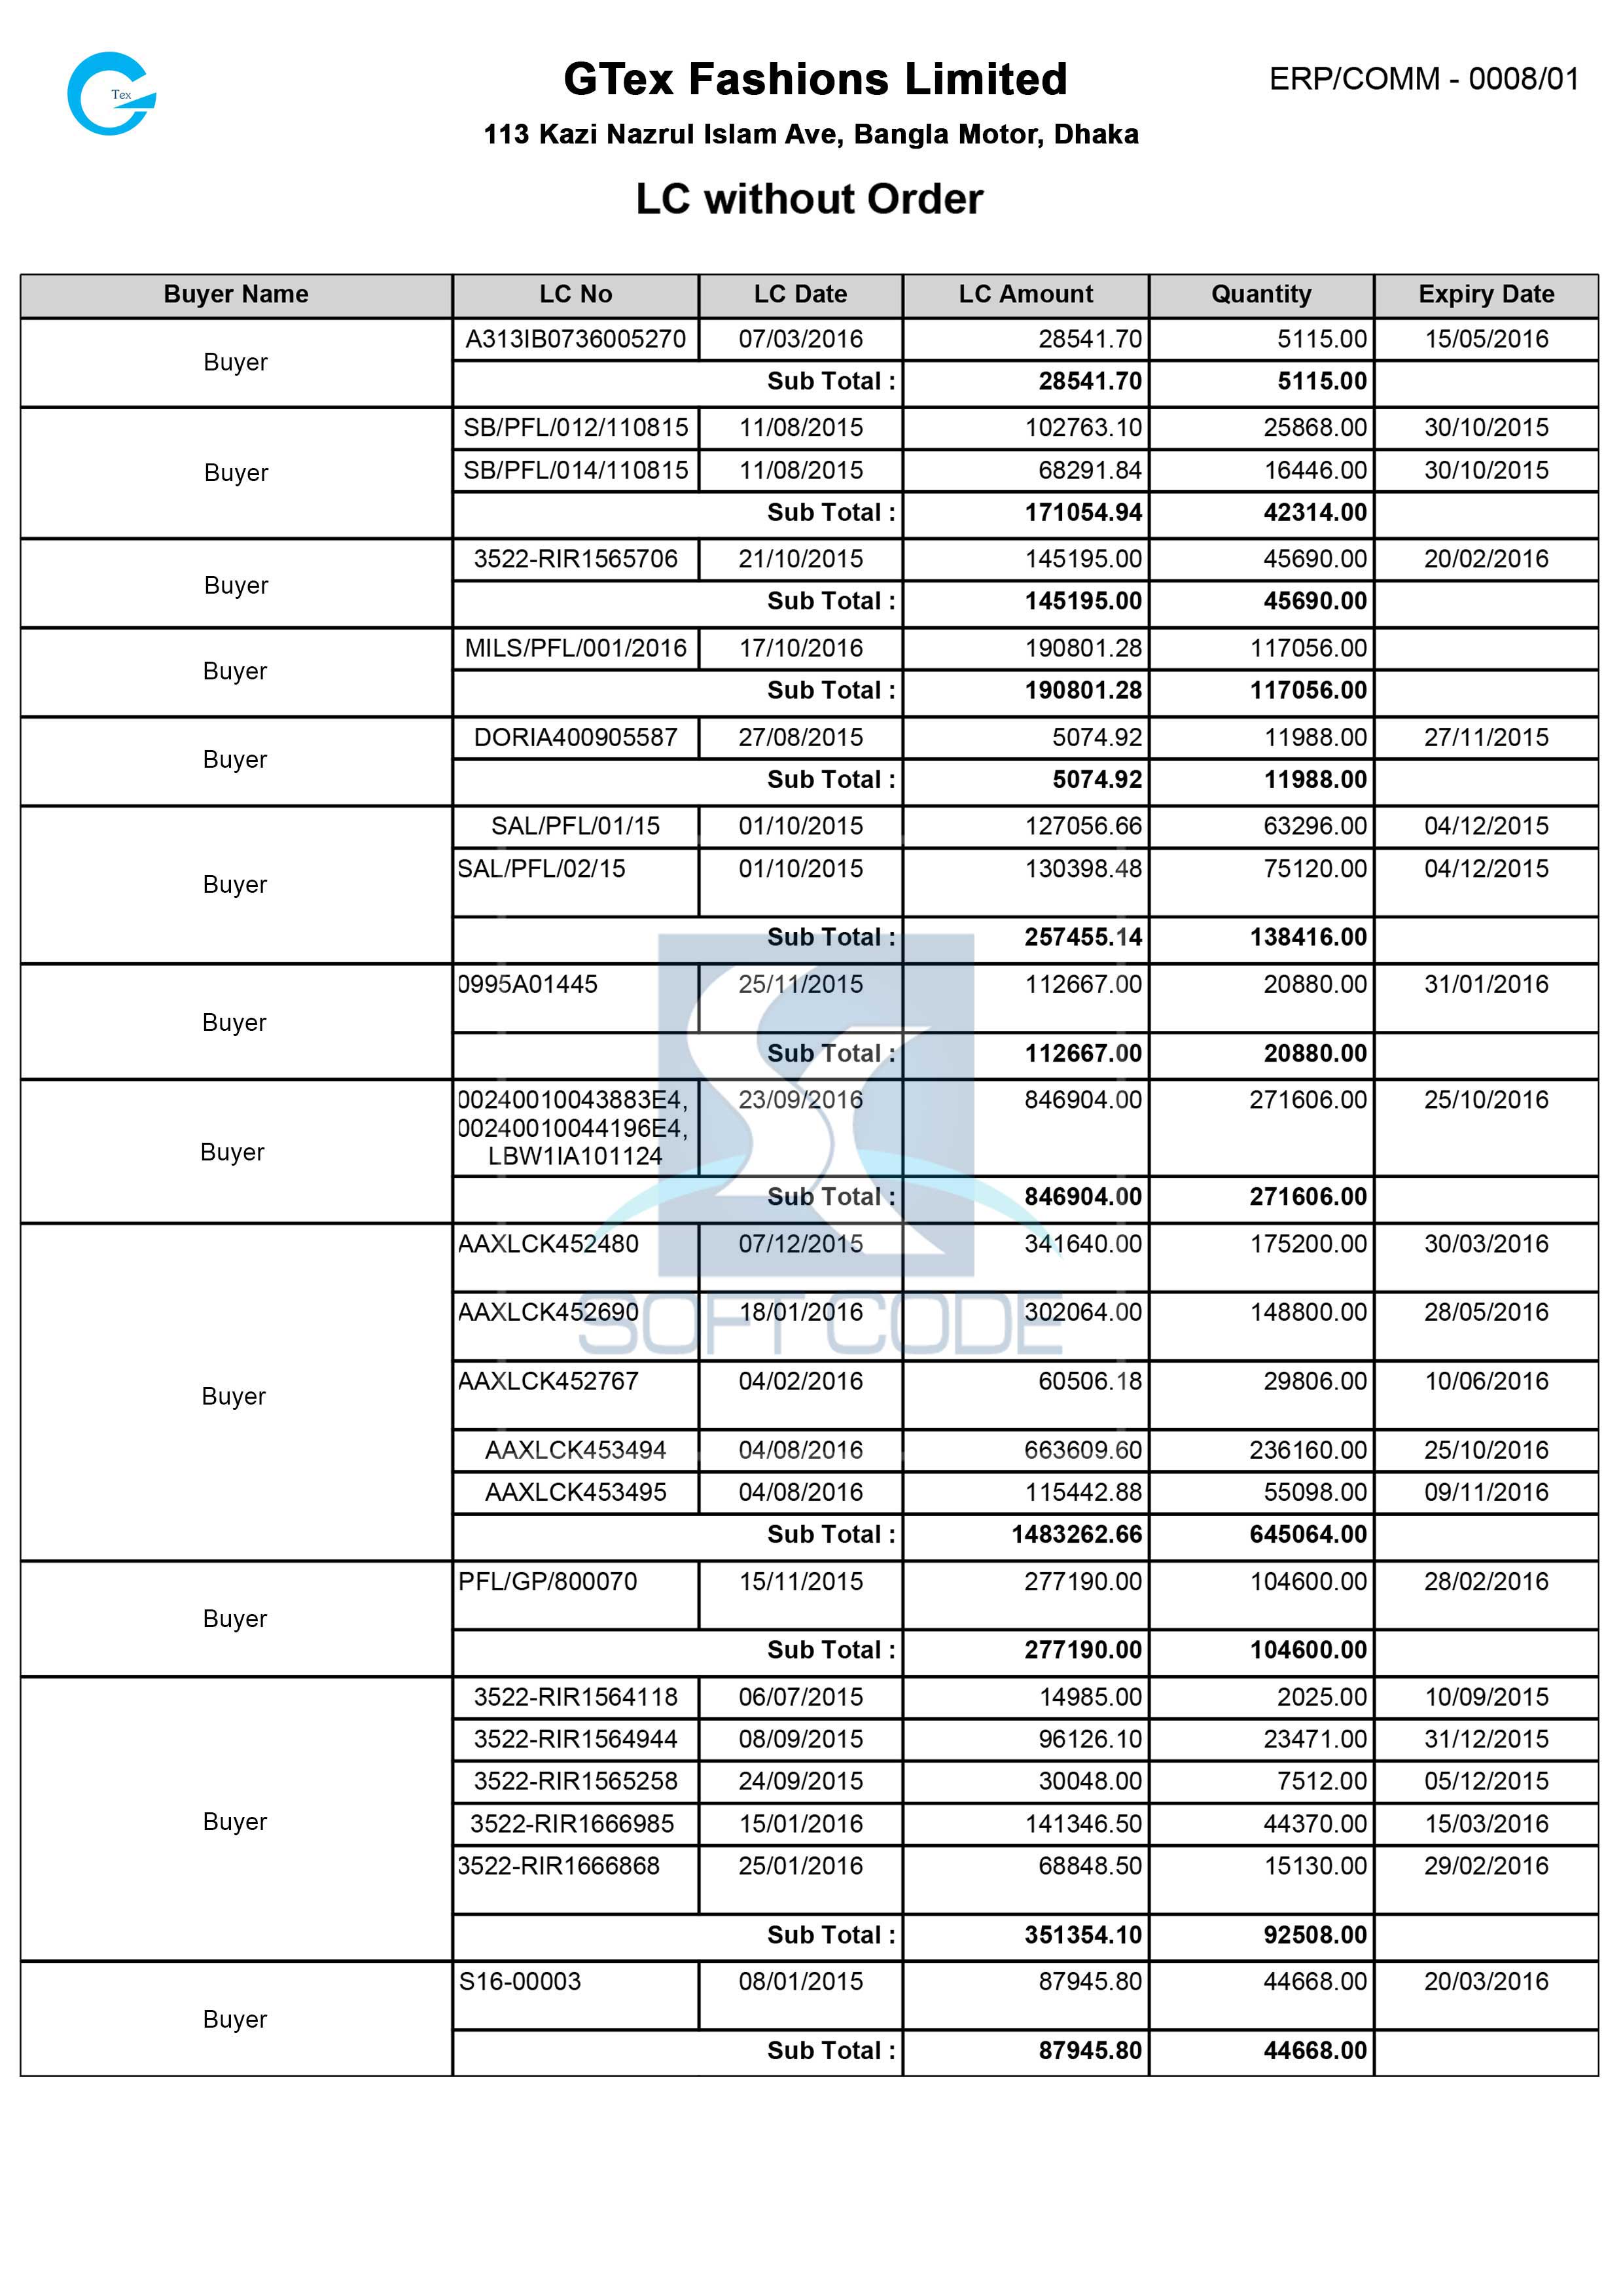 Tex
GTex Fashions Limited
ERP/COMM - 0008/01
113 Kazi Nazrul Islam Ave, Bangla Motor, Dhaka
LC without Order
Buyer Name LC No LC Date LC Amount Quantity Expiry Date
Buyer
A313IB0736005270 07/03/2016 28541.70 5115.00 15/05/2016
Sub Total : 28541.70 5115.00
Buyer
SB/PFL/012/110815 11/08/2015 102763.10 25868.00 30/10/2015
SB/PFL/014/110815 11/08/2015 68291.84 16446.00 30/10/2015
Sub Total : 171054.94 42314.00
Buyer
3522-RIR1565706 21/10/2015 145195.00 45690.00 20/02/2016
Sub Total : 145195.00 45690.00
Buyer
MILS/PFL/001/2016 17/10/2016 190801.28 117056.00
Sub Total : 190801.28 117056.00
Buyer
DORIA400905587 27/08/2015 5074.92 11988.00 27/11/2015
Sub Total : 5074.92 11988.00
Buyer
SAL/PFL/01/15 01/10/2015 127056.66 63296.00 04/12/2015
SAL/PFL/02/15 01/10/2015 130398.48 75120.00 04/12/2015
Sub Total : 257455.14 138416.00
Buyer
0995A01445 25/11/2015 112667.00 20880.00 31/01/2016
Sub Total : 112667.00 20880.00
Buyer
00240010043883E4, 23/09/2016 846904.00 271606.00 25/10/2016
00240010044196E4,
LBW1IA101124
Sub Total : 846904.00 271606.00
Buyer
AAXLCK452480 07/12/2015 341640.00 175200.00 30/03/2016
AAXLCK452690 18/01/2016 302064.00 148800.00 28/05/2016
SOFT CODE
AAXLCK452767 04/02/2016 60506.18 29806.00 10/06/2016
AAXLCK453494 04/08/2016 663609.60 236160.00 25/10/2016
AAXLCK453495 04/08/2016 115442.88 55098.00 09/11/2016
Sub Total : 1483262.66 645064.00
Buyer
PFL/GP/800070 15/11/2015 277190.00 104600.00 28/02/2016
Sub Total : 277190.00 104600.00
Buyer
3522-RIR1564118 06/07/2015 14985.00 2025.00 10/09/2015
3522-RIR1564944 08/09/2015 96126.10 23471.00 31/12/2015
3522-RIR1565258 24/09/2015 30048.00 7512.00 05/12/2015
3522-RIR1666985 15/01/2016 141346.50 44370.00 15/03/2016
3522-RIR1666868 25/01/2016 68848.50 15130.00 29/02/2016
Sub Total : 351354.10 92508.00
Buyer
S16-00003 08/01/2015 87945.80 44668.00 20/03/2016
Sub Total : 87945.80 44668.00